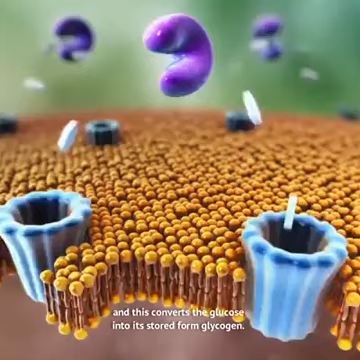 and this converts the glucose
into its stored form glycogen.